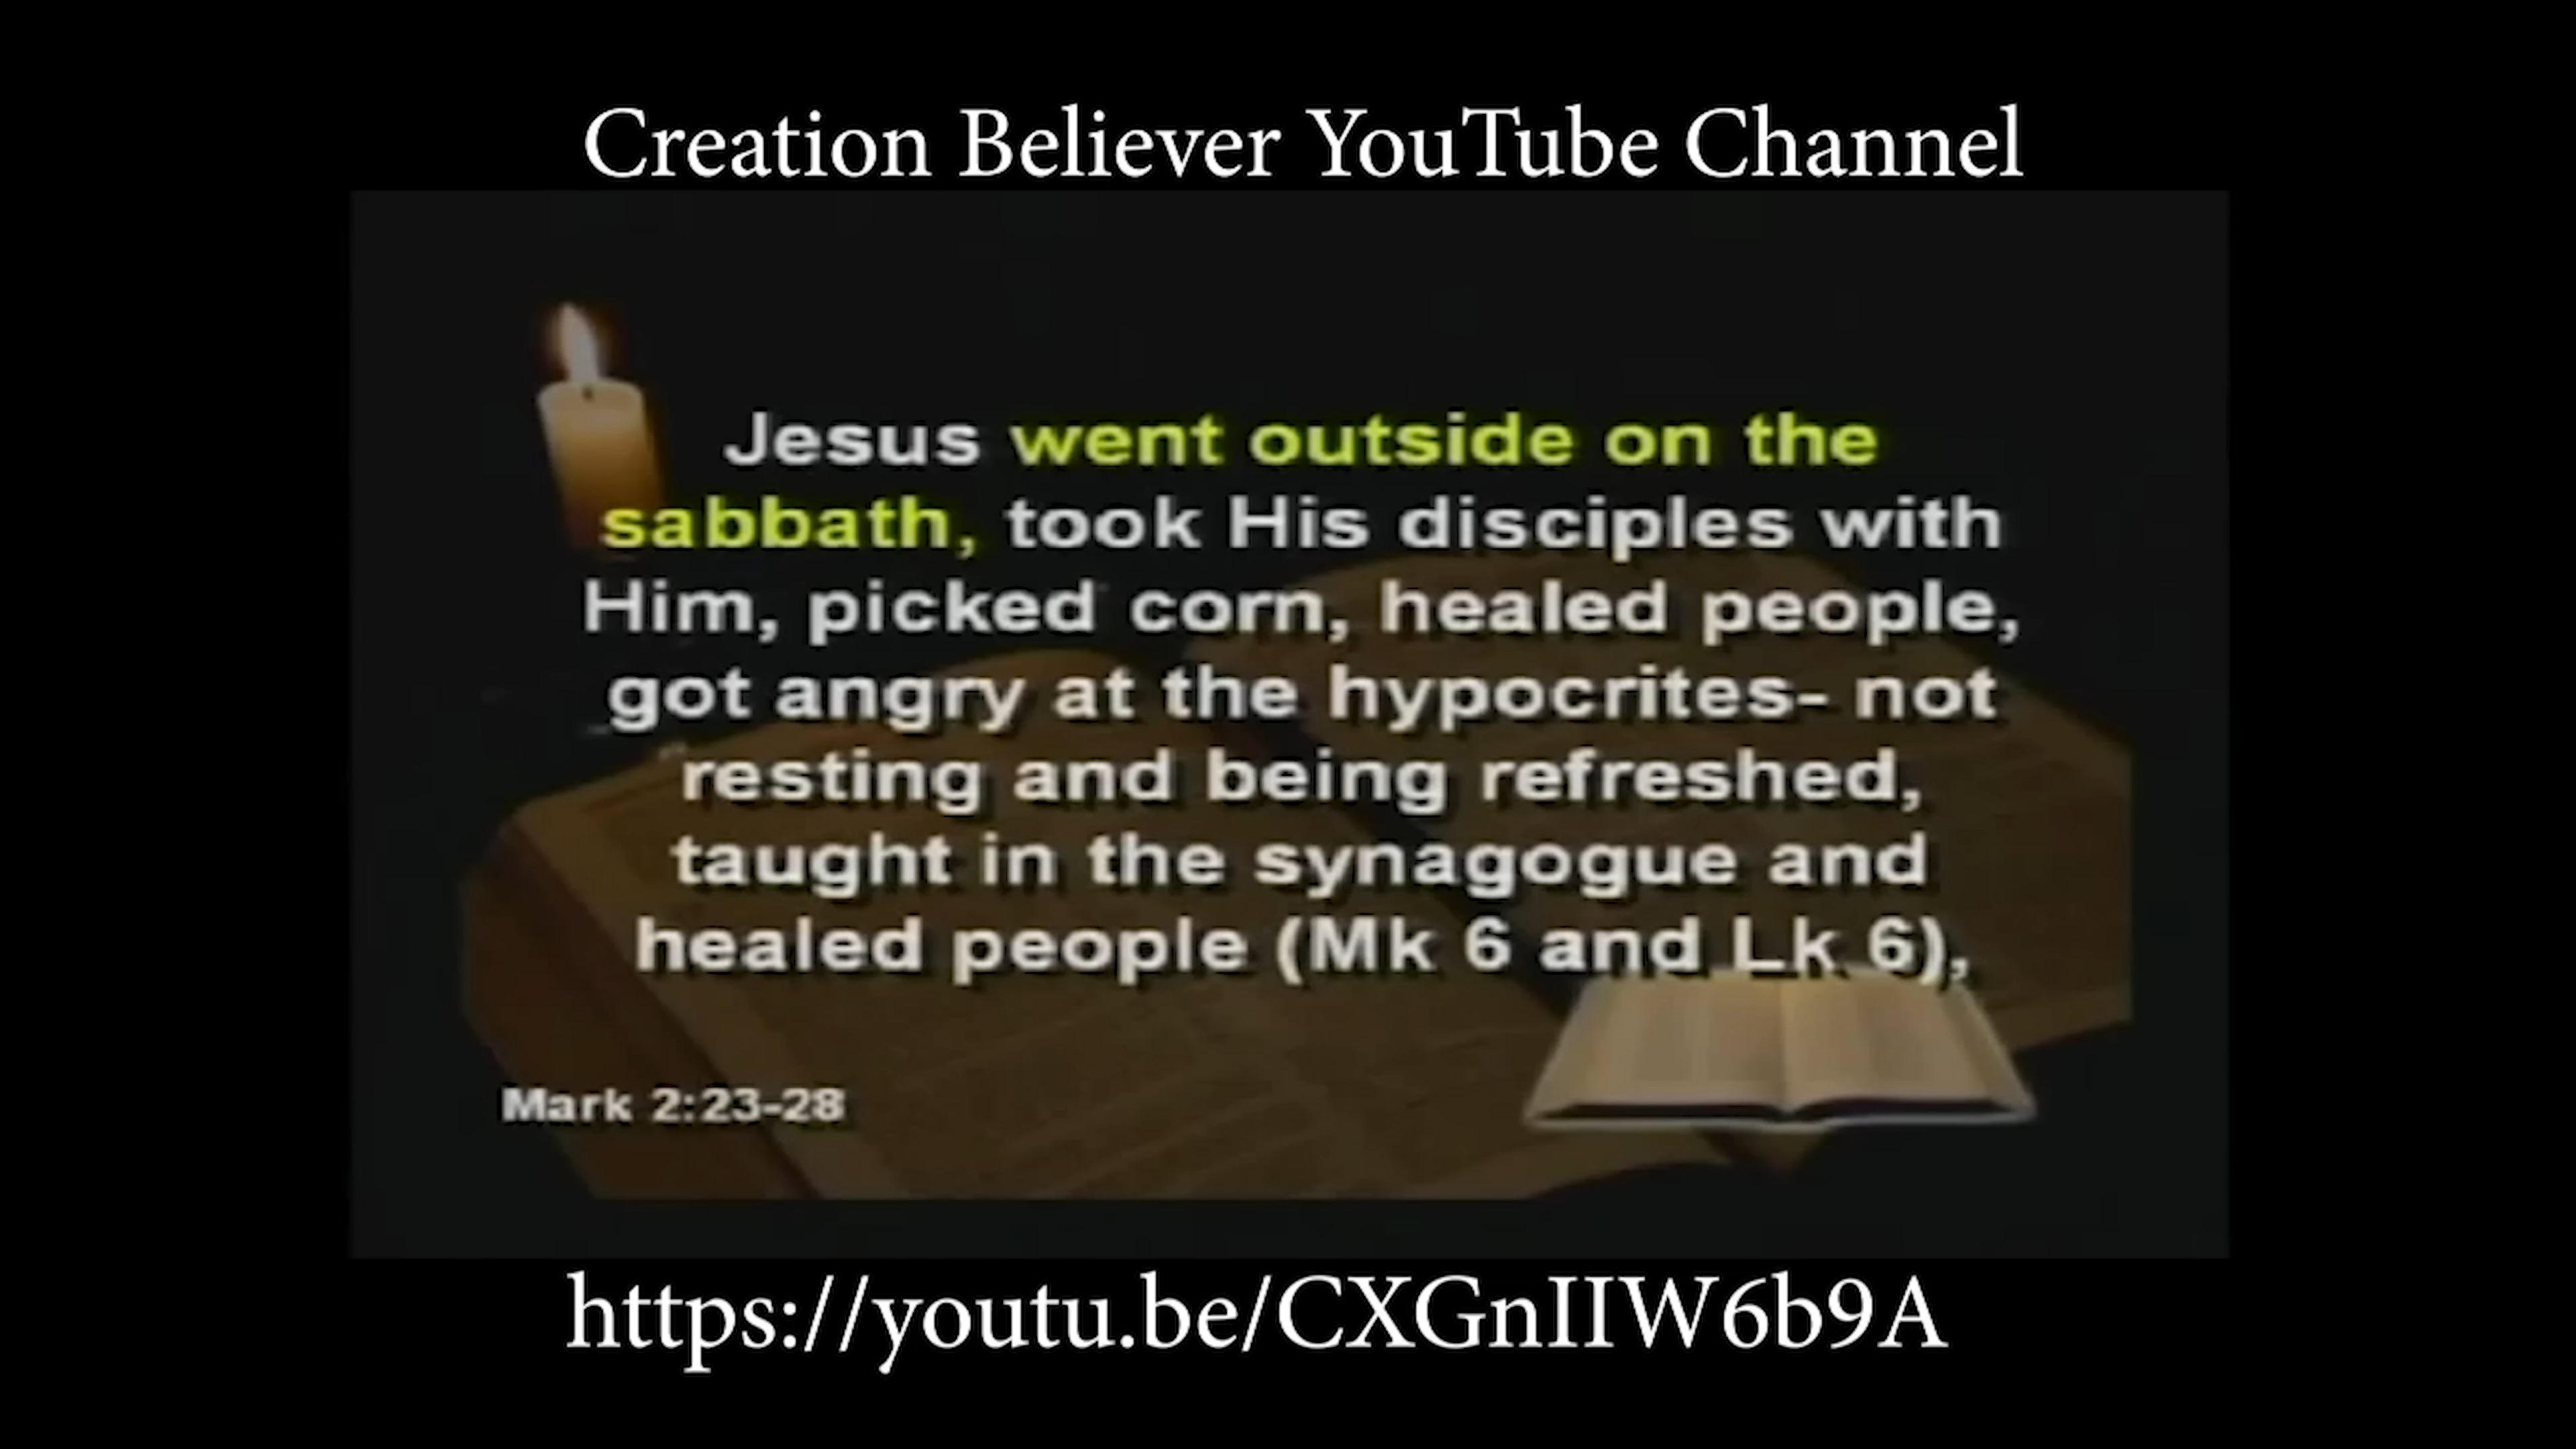 Creation Believer YouTube Channel
Jesus went outside on the
sabbath, took His disciples with
Him, picked corn, healed people,
got angry at the hypocrites- not
resting and being refreshed,
taught in the synagogue and
healed people (Mk 6 and Lk 6),
Mark 2:23-28
https://youtu.be/CXGnIIW6b9A